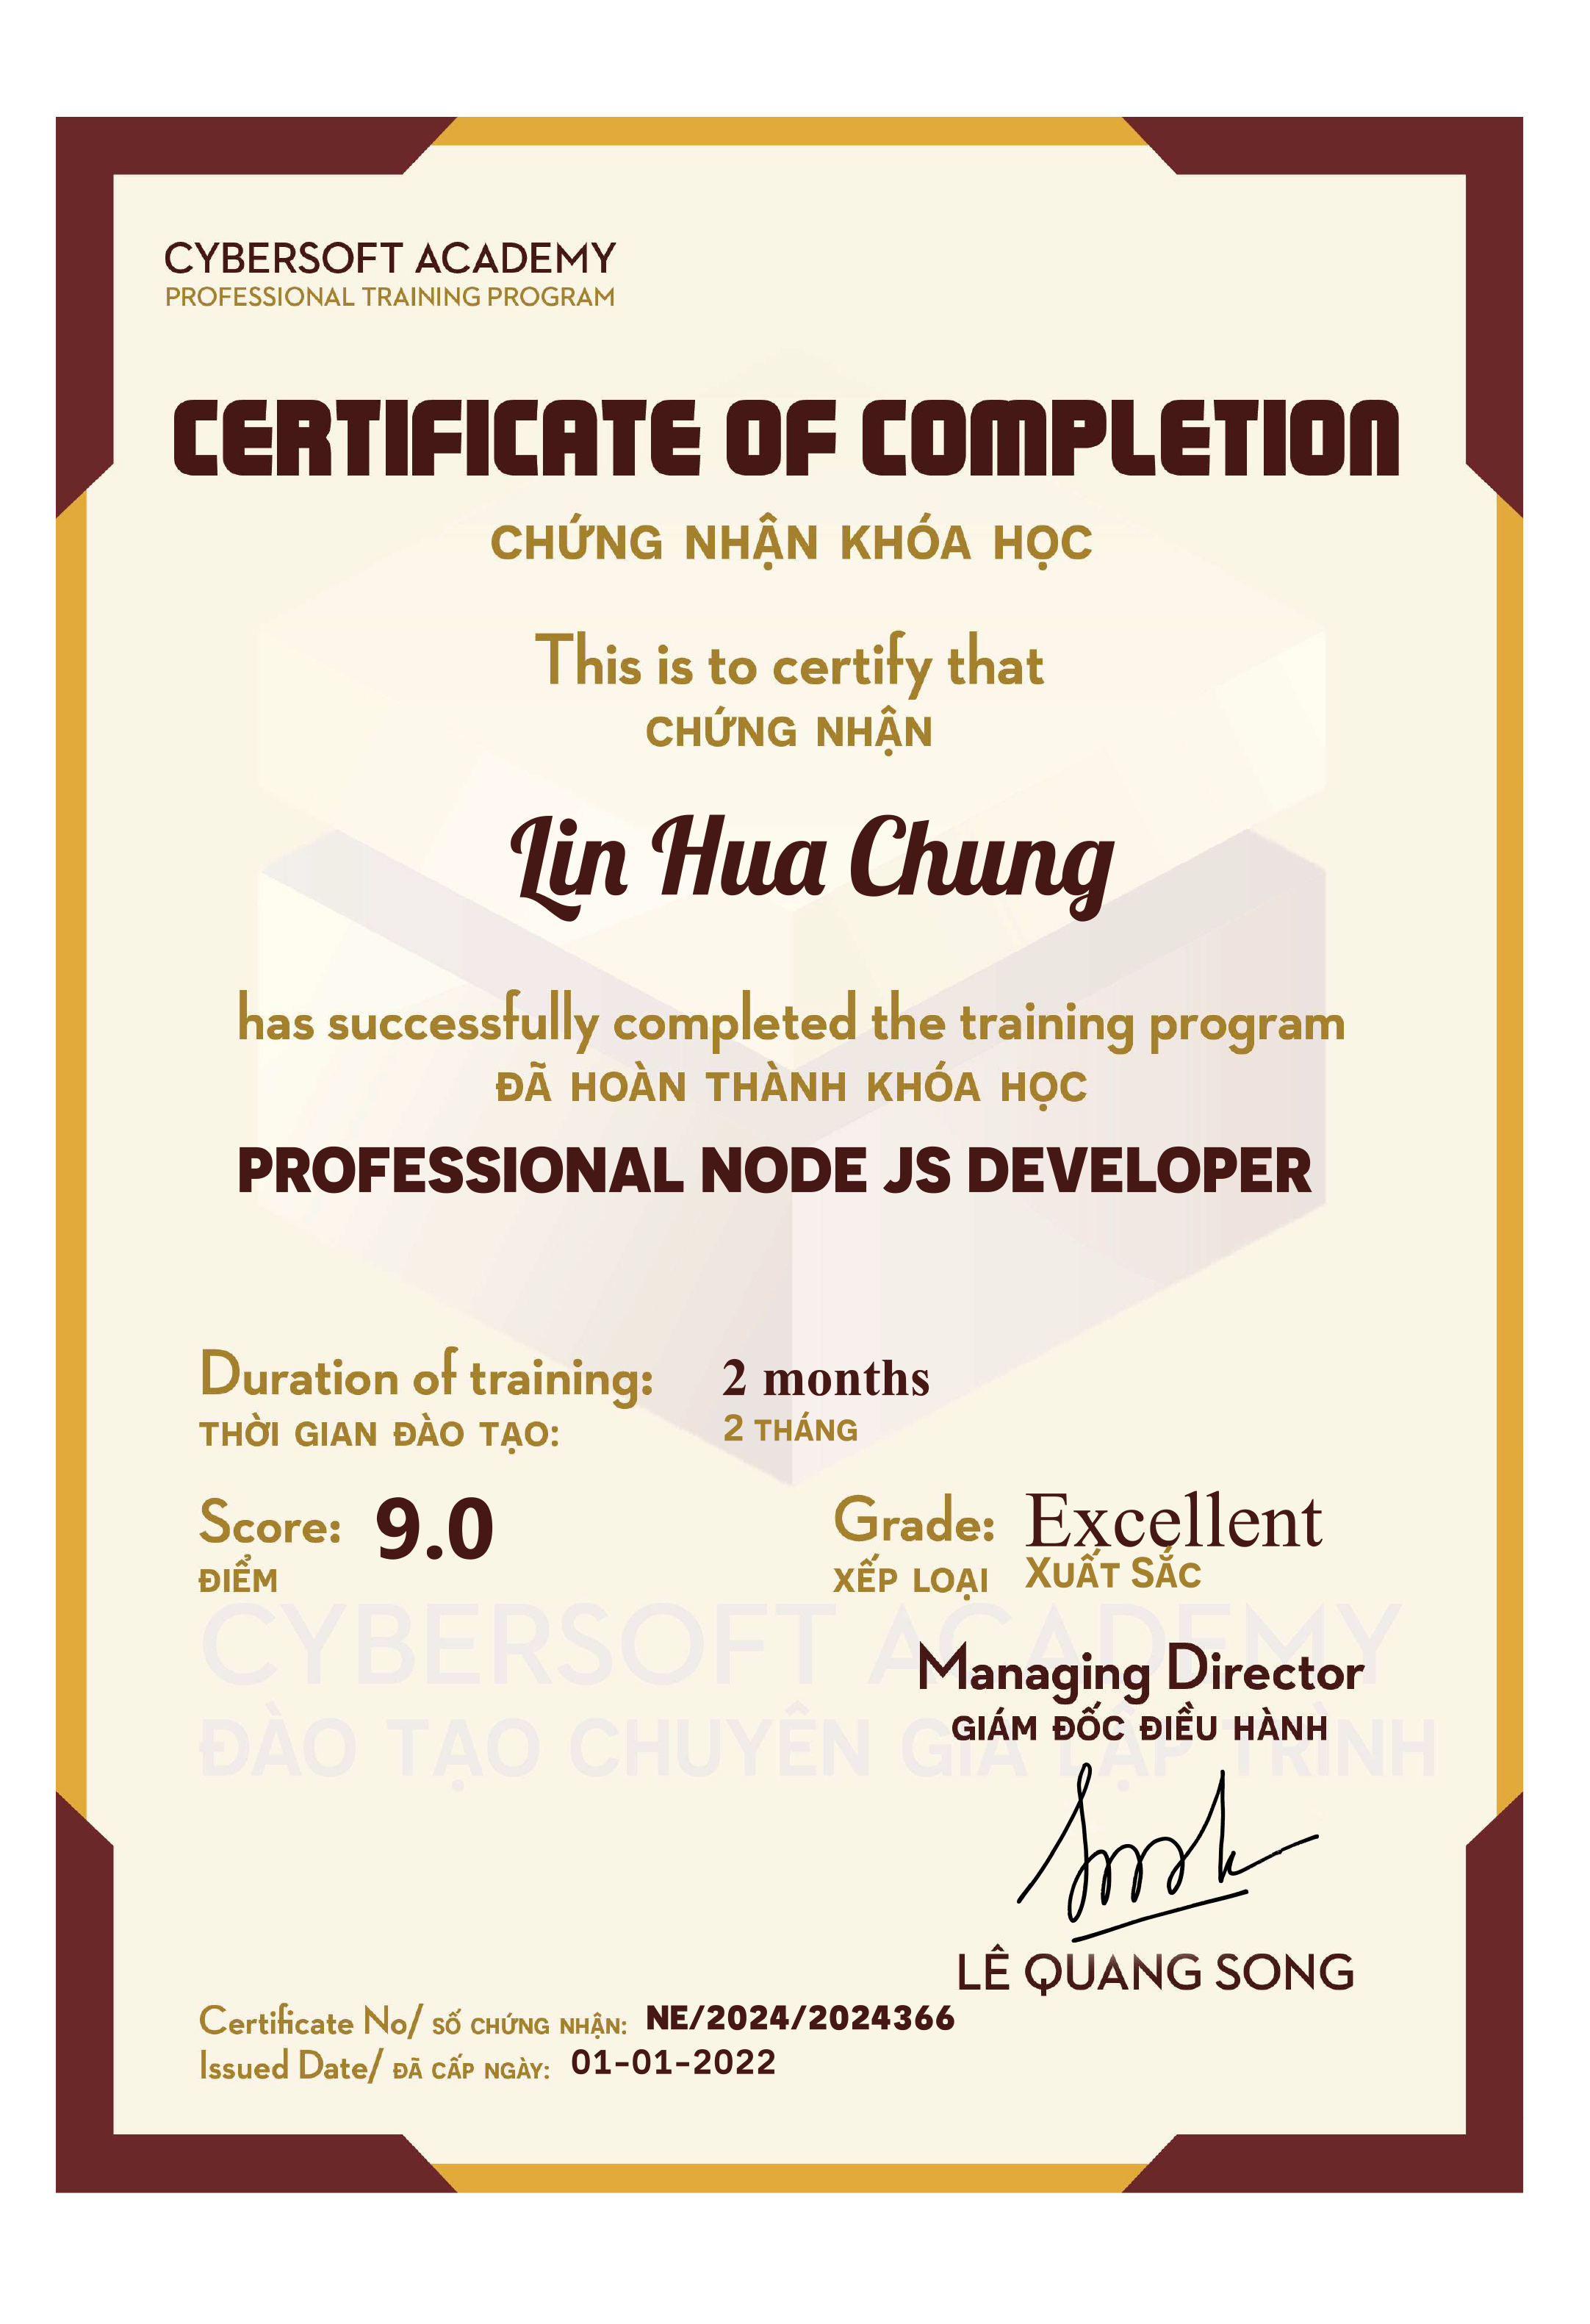 CYBERSOFT ACADEMY
PROFESSIONAL TRAINING PROGRAM
CERTIFICATE OF COMPLETION
CHỨNG NHẬN KHÓA HỌC
This is to certify that
CHỨNG NHẬN
Lin Hua Chung
has successfully completed the training program
ĐÃ HOÀN THÀNH KHÓA HỌC
PROFESSIONAL NODE JS DEVELOPER
Duration of training: 2 months
THỜI GIAN ĐÀO TẠO: 2 THÁNG
Score: 9.0 Grade: Excellent
ĐIỂM XẾP LOẠI XUẤT SẮC
CYBERSOFT ACADEMY
Managing Director
ĐÀO TẠO CHUYÊN GIA LẬP TRÌNH
GIÁM ĐỐC ĐIỀU HÀNH
LÊ QUANG SONG
Certificate No/ SỐ CHỨNG NHẬN: NE/2024/2024366
Issued Date/ ĐÃ CẤP NGÀY: 01-01-2022